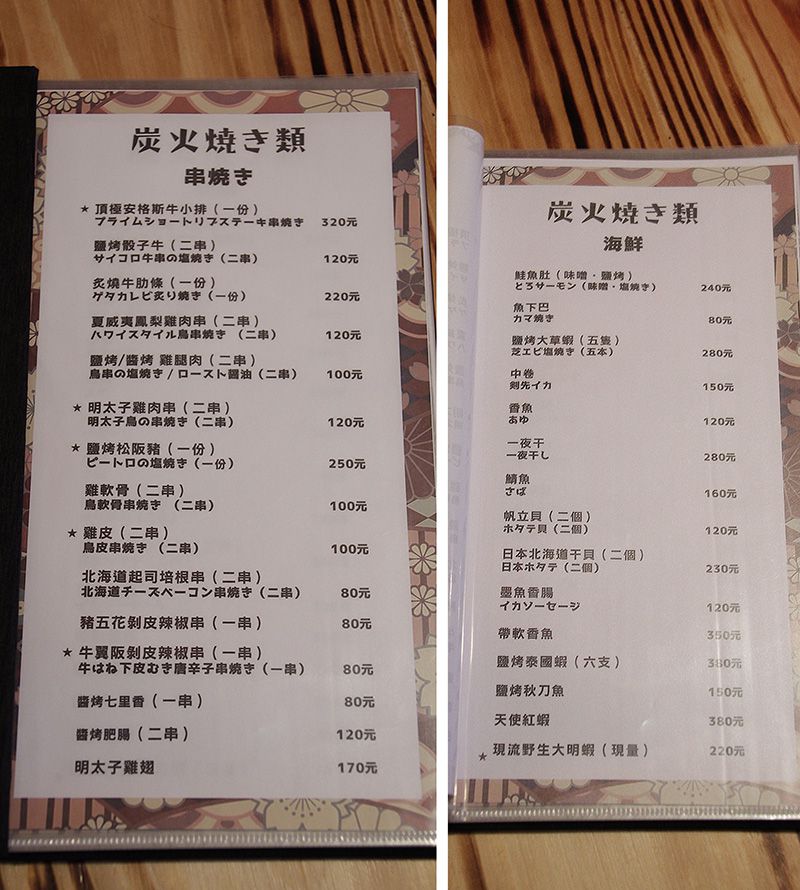 炭火焼き類
串焼き
★ 頂極安格斯牛小排（一份）
プライムショートリブステーキ串焼き 320元
鹽烤骰子牛（二串）
サイコロ牛串の塩焼き（二串） 120元
炙燒牛肋條（一份）
ゲタカレビ炙り焼き（一份） 220元
夏威夷鳳梨雞肉串（二串）
ハワイスタイル鳥串焼き （二串） 120元
鹽烤/醬烤 雞腿肉（二串）
鳥串の塩焼き / ロースト醤油（二串） 100元
★ 明太子雞肉串（二串）
明太子鳥の串焼き（二串） 120元
★ 鹽烤松阪豬（一份）
ピートロの塩焼き（一份） 250元
雞軟骨（二串）
鳥軟骨串焼き （二串） 100元
★ 雞皮（二串）
鳥皮串焼き （二串） 100元
北海道起司培根串（二串）
北海道チーズベーコン串焼き（二串） 80元
豬五花剝皮辣椒串（一串） 80元
★ 牛翼阪剝皮辣椒串（一串）
牛はね下皮むき唐辛子串焼き（一串） 80元
醬烤七里香（一串） 80元
醬烤肥腸（二串） 120元
明太子雞翅 170元
炭火焼き類
海鮮
鮭魚肚（味噌・鹽烤）
とろサーモン（味噌・塩焼き） 240元
魚下巴
カマ焼き 80元
鹽烤大草蝦（五隻）
芝エビ塩焼き（五本） 280元
中卷
剣先イカ 150元
香魚
あゆ 120元
一夜干
一夜干し 280元
鯖魚
さば 160元
帆立貝（二個）
ホタテ貝（二個） 120元
日本北海道干貝（二個）
日本ホタテ（二個） 230元
墨魚香腸
イカソーセージ 120元
帶軟香魚 350元
鹽烤泰國蝦（六支） 380元
鹽烤秋刀魚 150元
天使紅蝦 380元
★ 現流野生大明蝦（現量） 220元